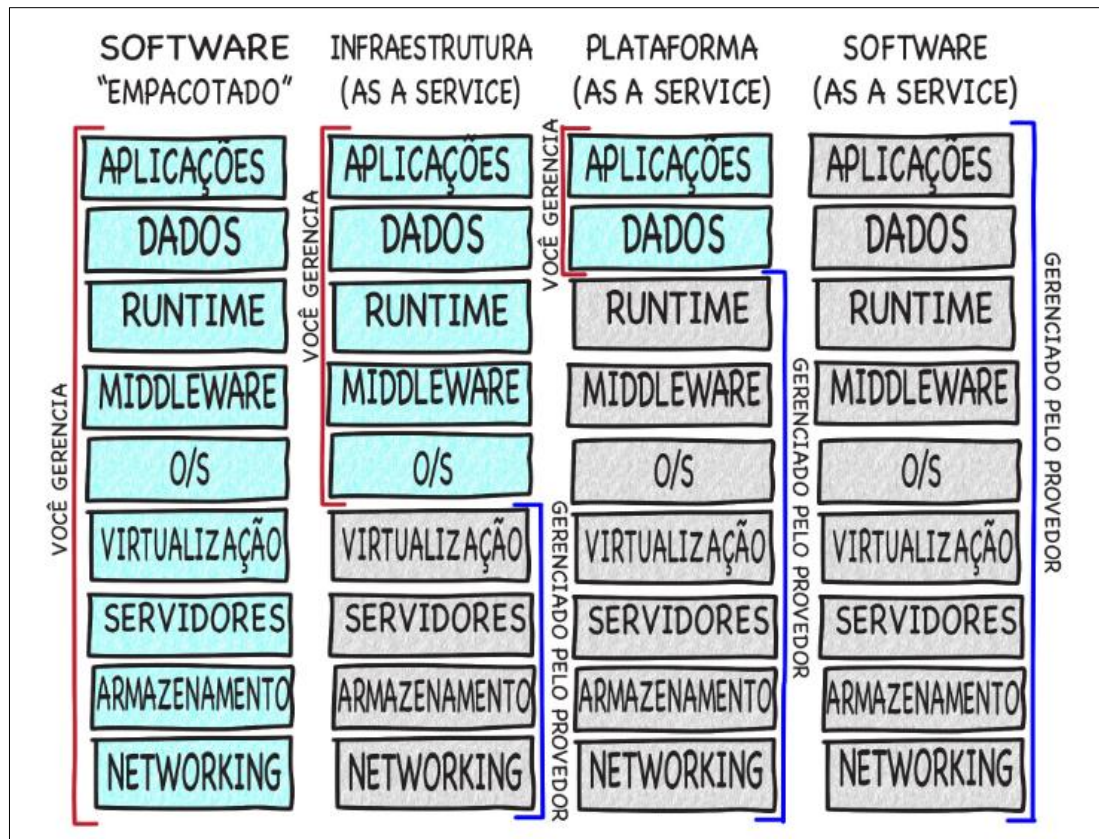 SOFTWARE
"EMPACOTADO"
VOCÊ GERENCIA
APLICAÇÕES
DADOS
RUNTIME
MIDDLEWARE
O/S
VIRTUALIZAÇÃO
SERVIDORES
ARMAZENAMENTO
NETWORKING
INFRAESTRUTURA
(AS A SERVICE)
VOCÊ GERENCIA
APLICAÇÕES
DADOS
RUNTIME
MIDDLEWARE
O/S
VIRTUALIZAÇÃO
SERVIDORES
ARMAZENAMENTO
NETWORKING
GERENCIADO PELO PROVEDOR
PLATAFORMA
(AS A SERVICE)
VOCÊ GERENCIA
APLICAÇÕES
DADOS
RUNTIME
MIDDLEWARE
O/S
VIRTUALIZAÇÃO
SERVIDORES
ARMAZENAMENTO
NETWORKING
GERENCIADO PELO PROVEDOR
SOFTWARE
(AS A SERVICE)
APLICAÇÕES
DADOS
RUNTIME
MIDDLEWARE
O/S
VIRTUALIZAÇÃO
SERVIDORES
ARMAZENAMENTO
NETWORKING
GERENCIADO PELO PROVEDOR